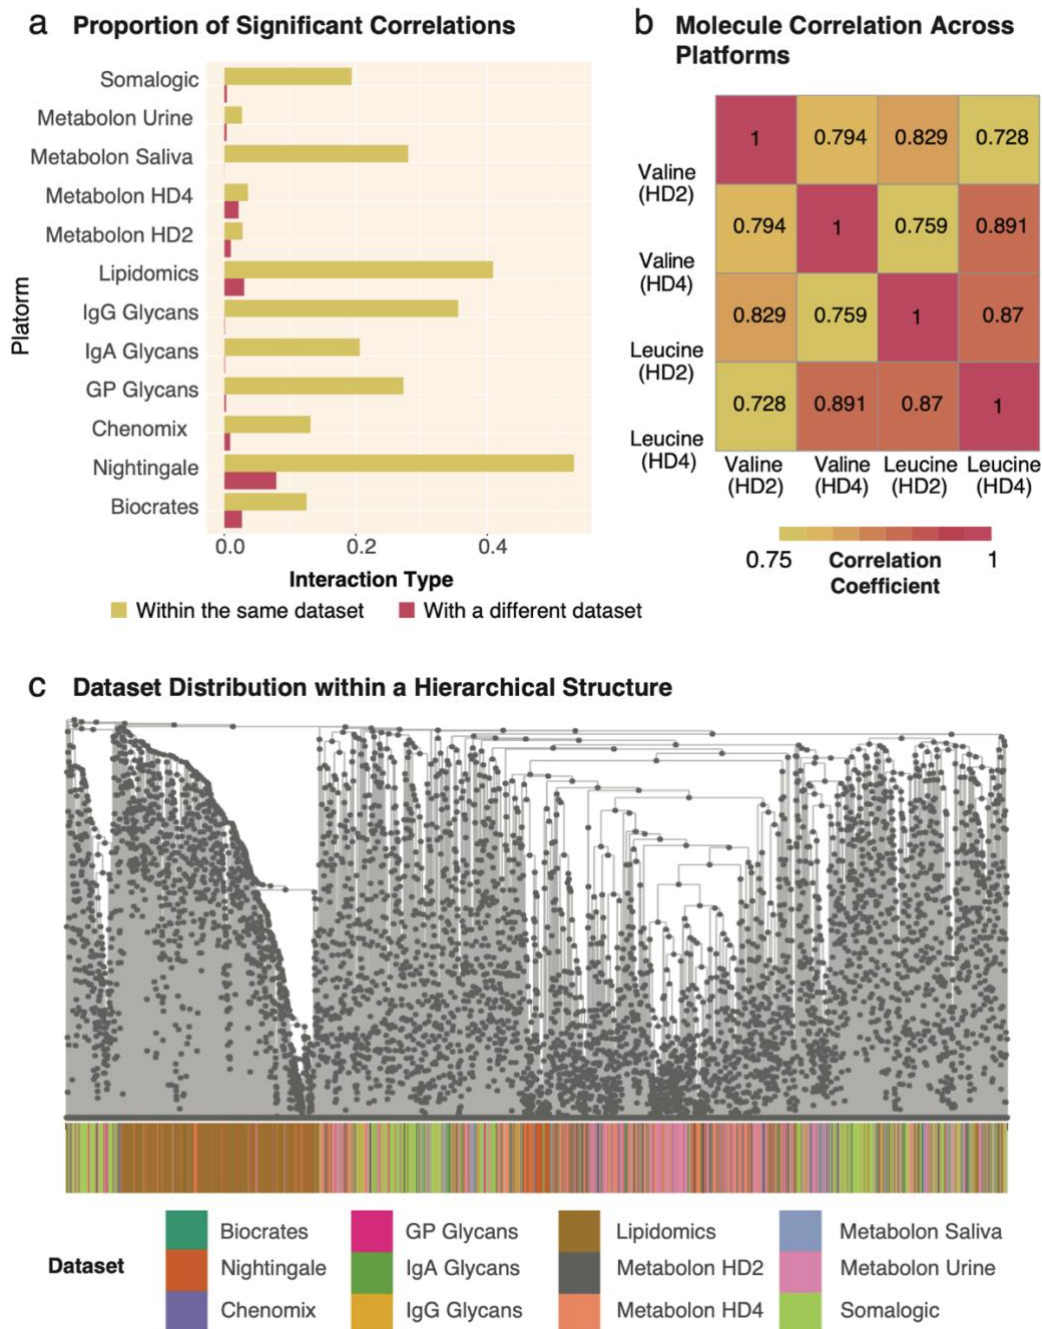 a Proportion of Significant Correlations
Platorm
Somalogic
Metabolon Urine
Metabolon Saliva
Metabolon HD4
Metabolon HD2
Lipidomics
IgG Glycans
IgA Glycans
GP Glycans
Chenomix
Nightingale
Biocrates
0.0 0.2 0.4
Interaction Type
Within the same dataset With a different dataset
b Molecule Correlation Across
Platforms
Valine
(HD2)
Valine
(HD4)
Leucine
(HD2)
Leucine
(HD4)
1 0.794 0.829 0.728
0.794 1 0.759 0.891
0.829 0.759 1 0.87
0.728 0.891 0.87 1
Valine Valine Leucine Leucine
(HD2) (HD4) (HD2) (HD4)
0.75 Correlation 1
Coefficient
c Dataset Distribution within a Hierarchical Structure
Dataset
Biocrates GP Glycans Lipidomics Metabolon Saliva
Nightingale IgA Glycans Metabolon HD2 Metabolon Urine
Chenomix IgG Glycans Metabolon HD4 Somalogic